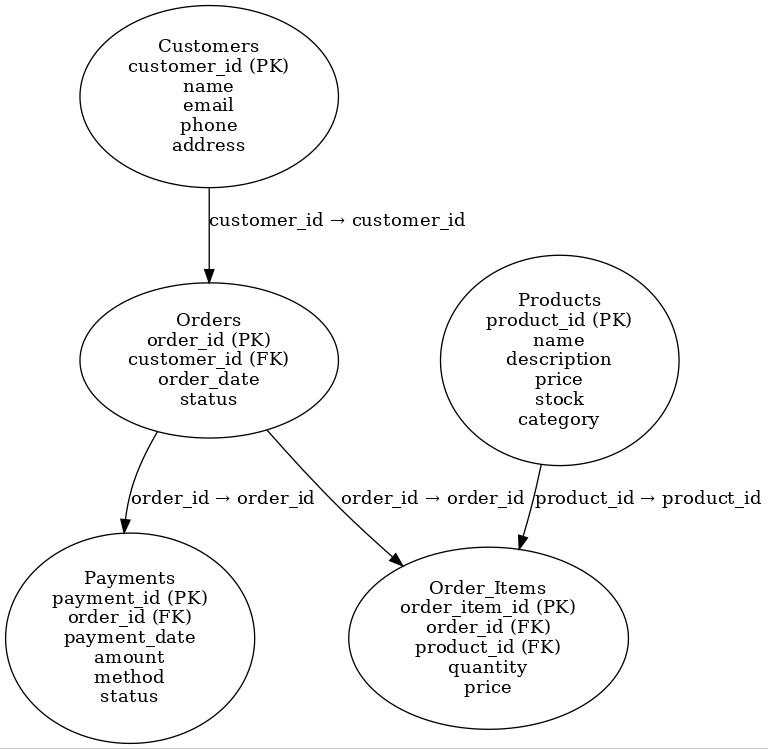 Customers
customer_id (PK)
name
email
phone
address
customer_id → customer_id
Orders
order_id (PK)
customer_id (FK)
order_date
status
Products
product_id (PK)
name
description
price
stock
category
order_id → order_id
order_id → order_id
product_id → product_id
Payments
payment_id (PK)
order_id (FK)
payment_date
amount
method
status
Order_Items
order_item_id (PK)
order_id (FK)
product_id (FK)
quantity
price